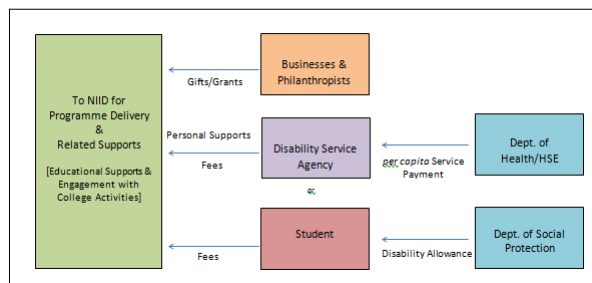 Businesses &
Philanthropists
Gifts/Grants
To NIID for
Programme Delivery
&
Related Supports
[Educational Supports &
Engagement with
College Activities]
Personal Supports
Fees
Disability Service
Agency
or
per capita Service
Payment
Dept. of
Health/HSE
Student
Fees
Disability Allowance
Dept. of Social
Protection